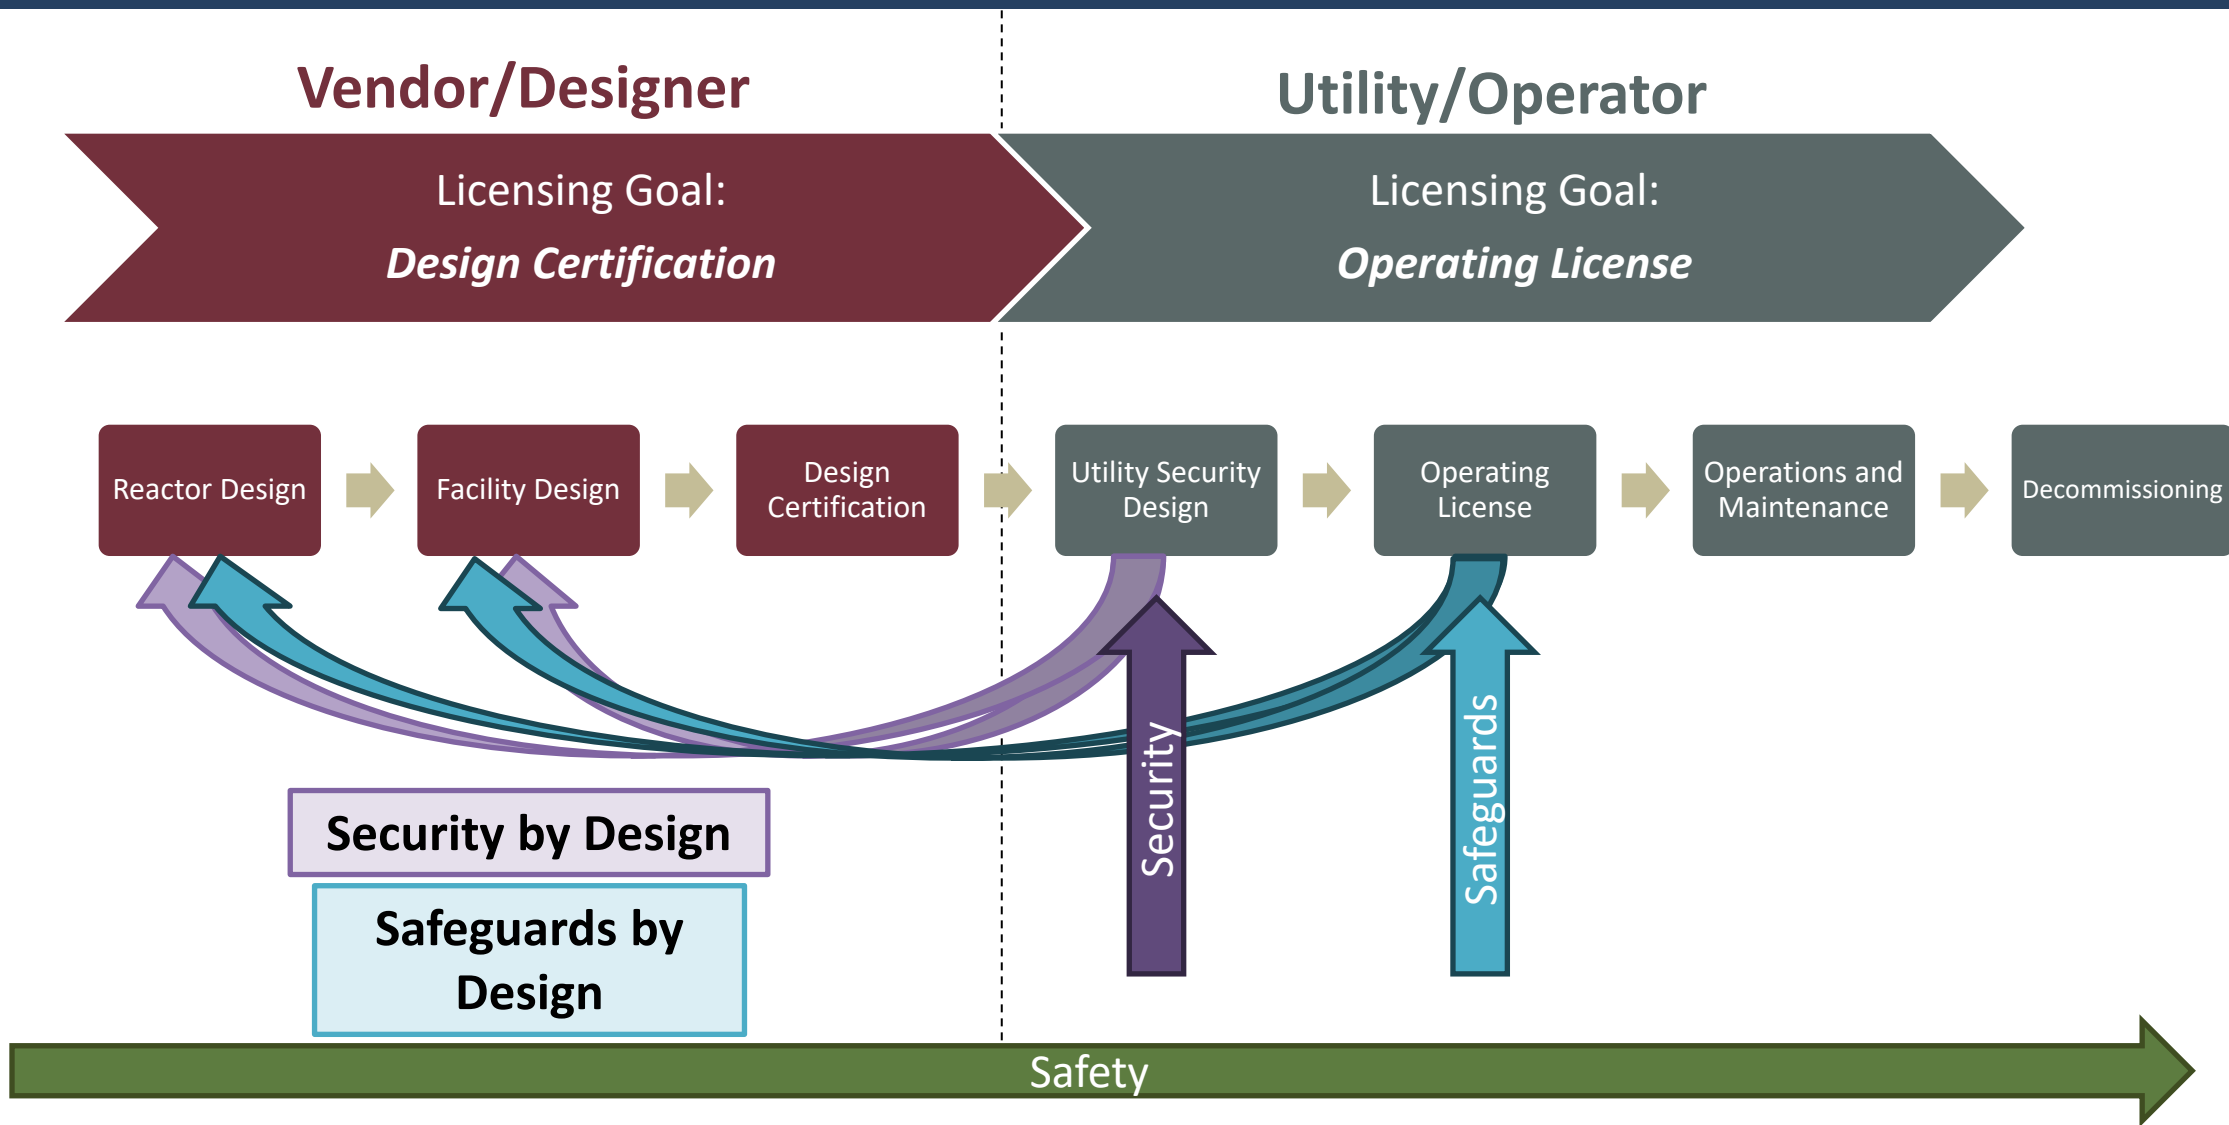 Vendor/Designer
Utility/Operator
Licensing Goal:
Design Certification
Licensing Goal:
Operating License
Reactor Design
Facility Design
Design
Certification
Utility Security
Design
Operating
License
Operations and
Maintenance
Decommissioning
Security
Safeguards
Security by Design
Safeguards by
Design
Safety